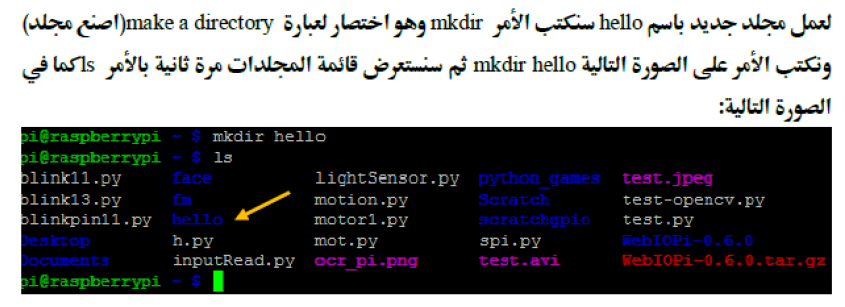 لعمل مجلد جديد باسم hello سنكتب الأمر mkdir وهو اختصار لعبارة make a directory(اصنع مجلد)
ونكتب الأمر على الصورة التالية mkdir hello ثم سنستعرض قائمة المجلدات مرة ثانية بالأمر lsكما في
الصورة التالية:
pi@raspberrypi ~ $ mkdir hello
pi@raspberrypi ~ $ ls
blink11.py face lightSensor.py python_games test.jpeg
blink13.py fm motion.py Scratch test-opencv.py
blinkpin11.py hello motor1.py scratchgpio test.py
Desktop h.py mot.py spi.py WebIOPi-0.6.0
Documents inputRead.py ocr_pi.png test.avi WebIOPi-0.6.0.tar.gz
pi@raspberrypi ~ $